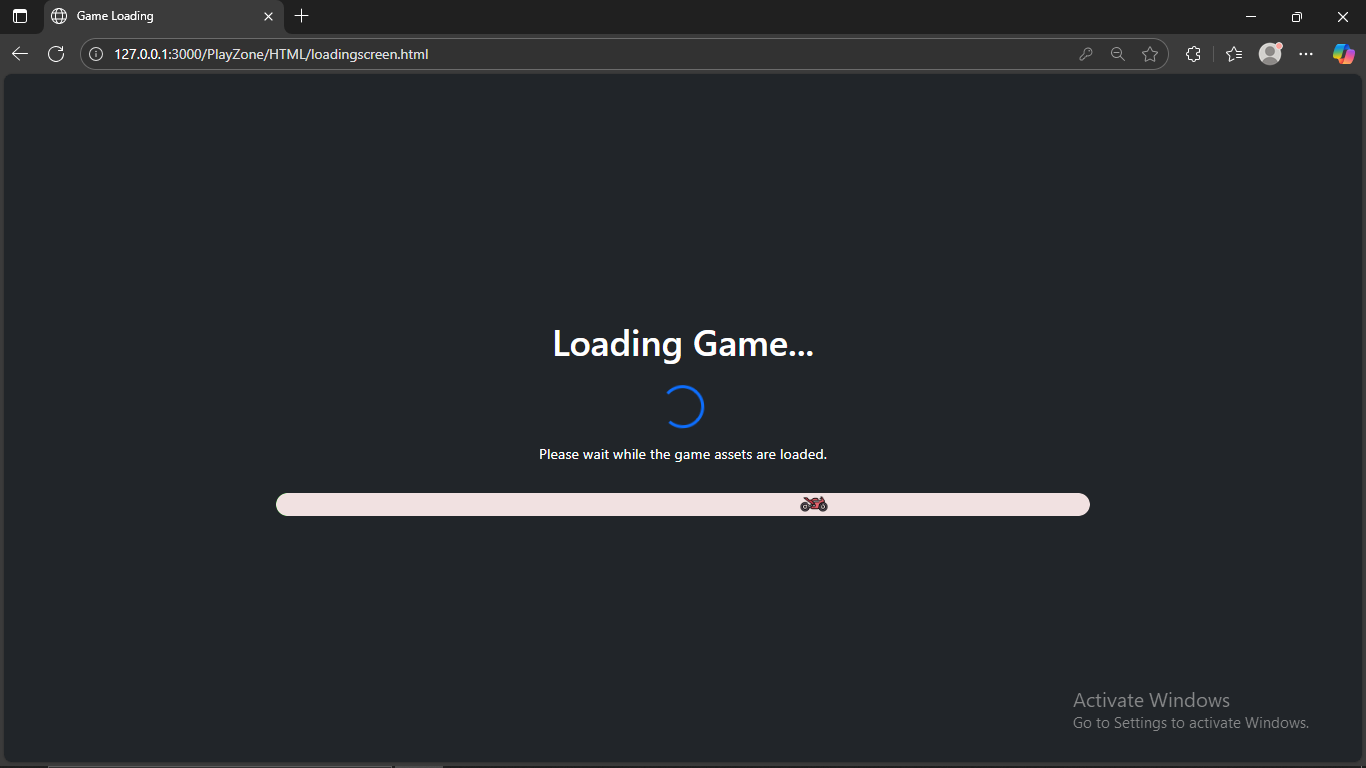 Game Loading
127.0.0.1:3000/PlayZone/HTML/loadingscreen.html
Loading Game...
Please wait while the game assets are loaded.
Activate Windows
Go to Settings to activate Windows.